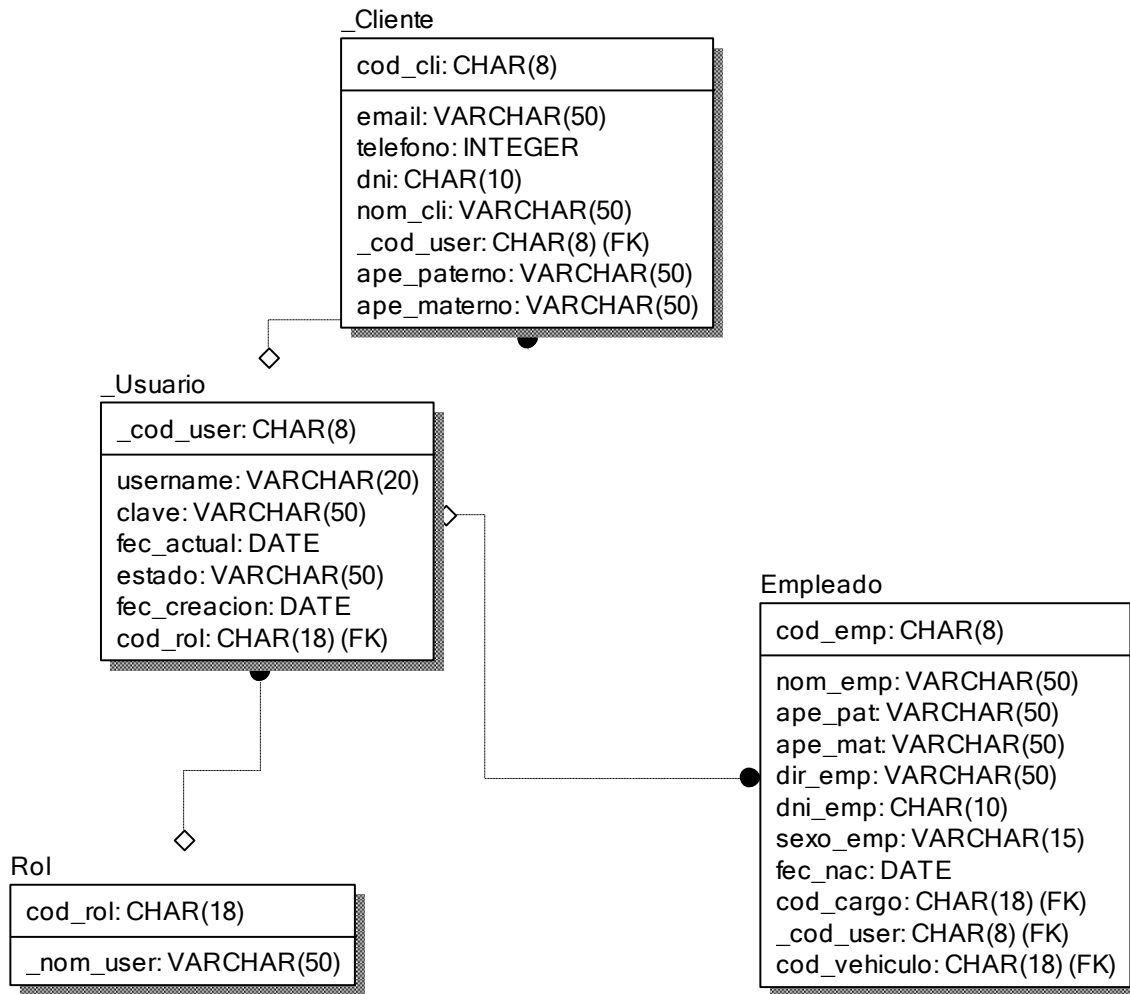 _Cliente
cod_cli: CHAR(8)
email: VARCHAR(50)
telefono: INTEGER
dni: CHAR(10)
nom_cli: VARCHAR(50)
_cod_user: CHAR(8) (FK)
ape_paterno: VARCHAR(50)
ape_materno: VARCHAR(50)
_Usuario
_cod_user: CHAR(8)
username: VARCHAR(20)
clave: VARCHAR(50)
fec_actual: DATE
estado: VARCHAR(50)
fec_creacion: DATE
cod_rol: CHAR(18) (FK)
Empleado
cod_emp: CHAR(8)
nom_emp: VARCHAR(50)
ape_pat: VARCHAR(50)
ape_mat: VARCHAR(50)
dir_emp: VARCHAR(50)
dni_emp: CHAR(10)
sexo_emp: VARCHAR(15)
fec_nac: DATE
cod_cargo: CHAR(18) (FK)
_cod_user: CHAR(8) (FK)
cod_vehiculo: CHAR(18) (FK)
Rol
cod_rol: CHAR(18)
_nom_user: VARCHAR(50)